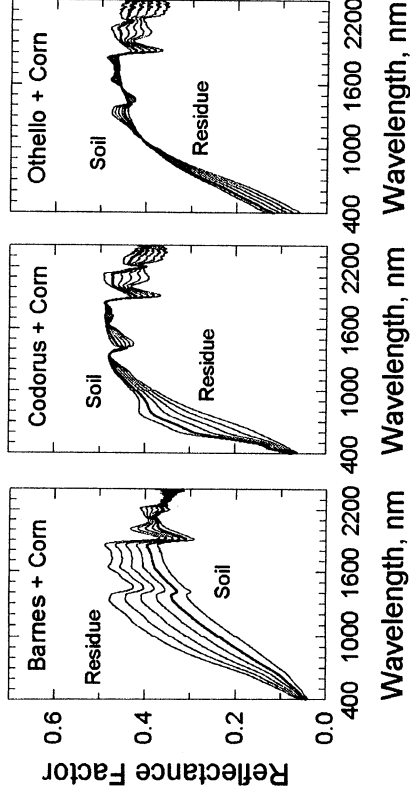 Barnes + Corn
Residue
Soil
Reflectance Factor
0.6
0.4
0.2
0.0
400 1000 1600 2200
Wavelength, nm
Codorus + Corn
Soil
Residue
400 1000 1600 2200
Wavelength, nm
Othello + Corn
Soil
Residue
400 1000 1600 2200
Wavelength, nm